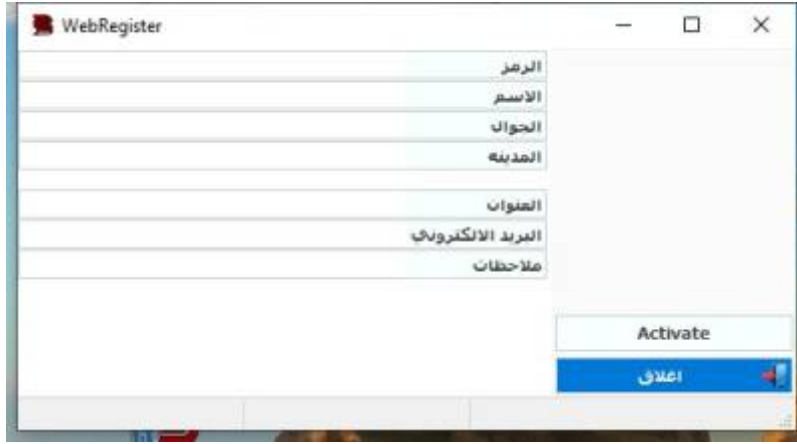 WebRegister
الرمز
الاسم
الجوال
المدينه
العنوان
البريد الالكتروني
ملاحظات
Activate
اغلاق